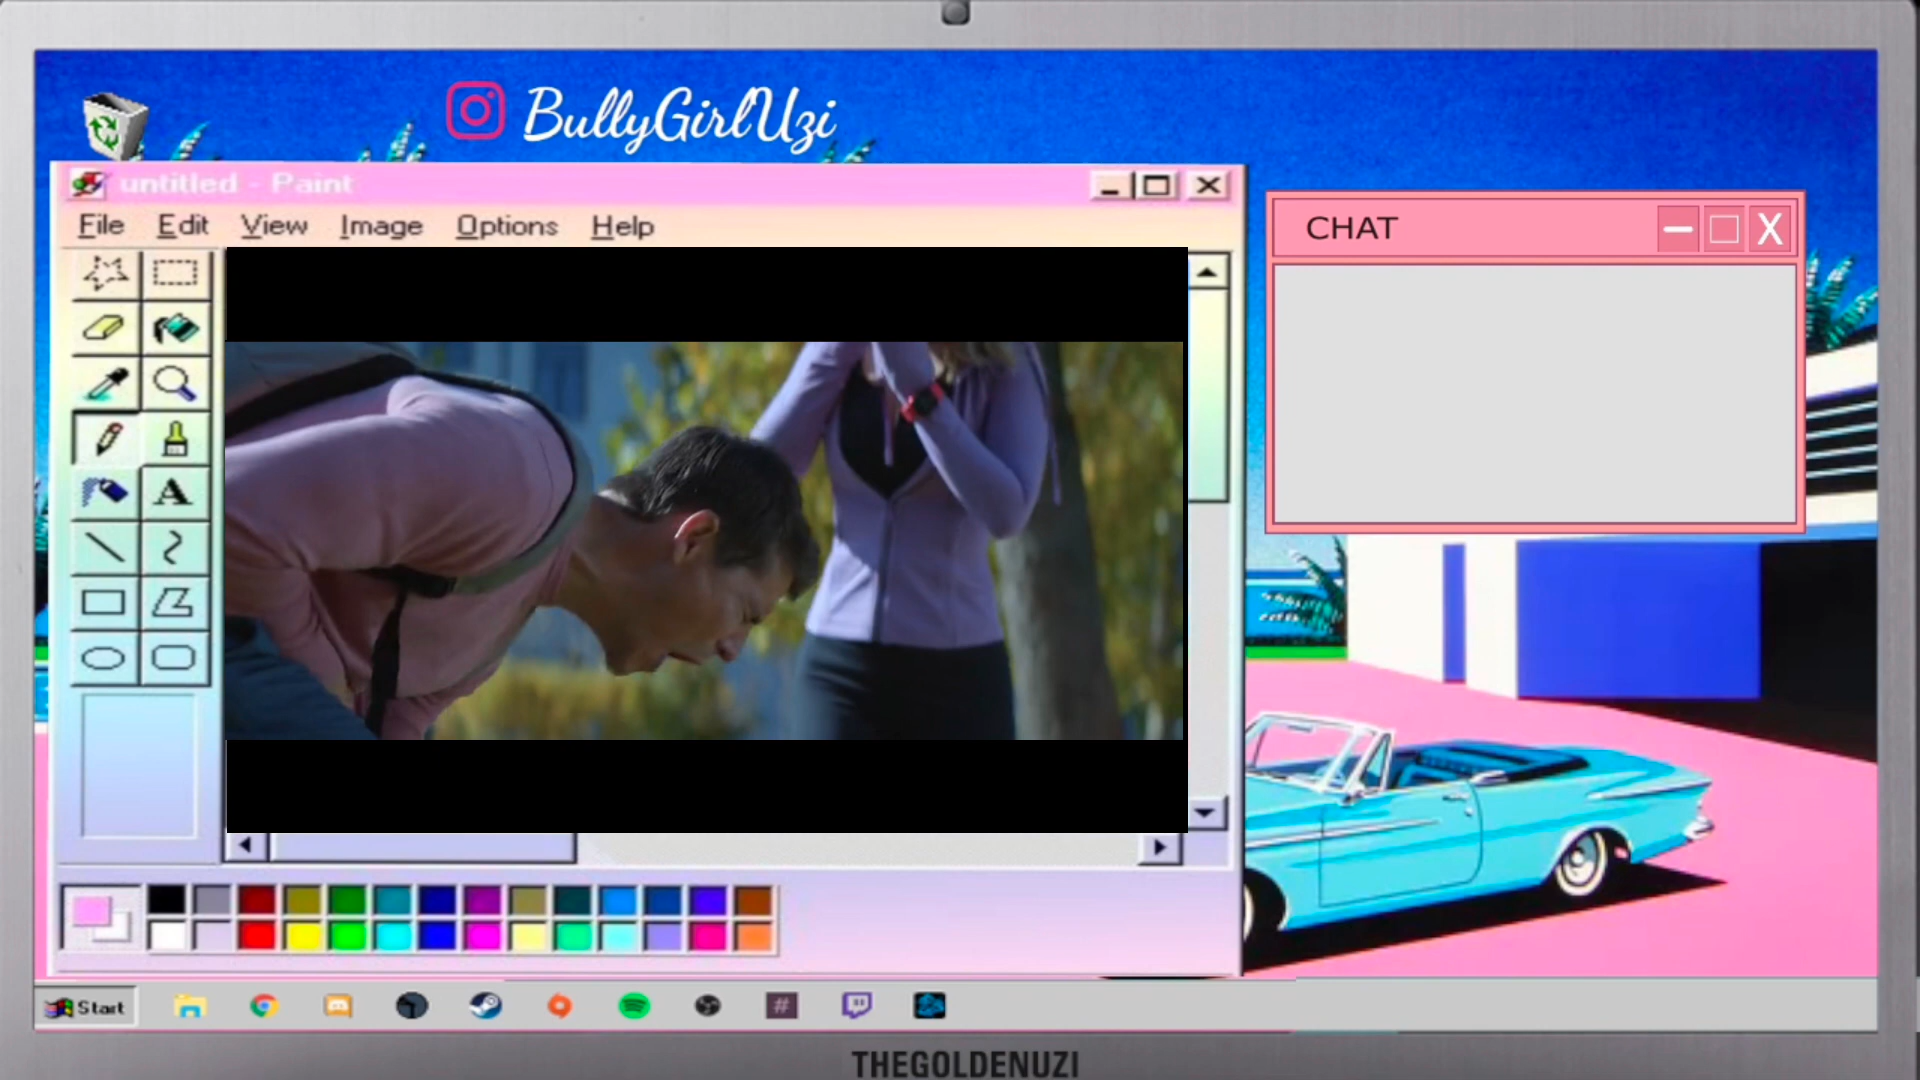 BullyGirlUzi
untitled - Paint
File Edit View Image Options Help
A
CHAT
X
Start
#
THEGOLDENUZI